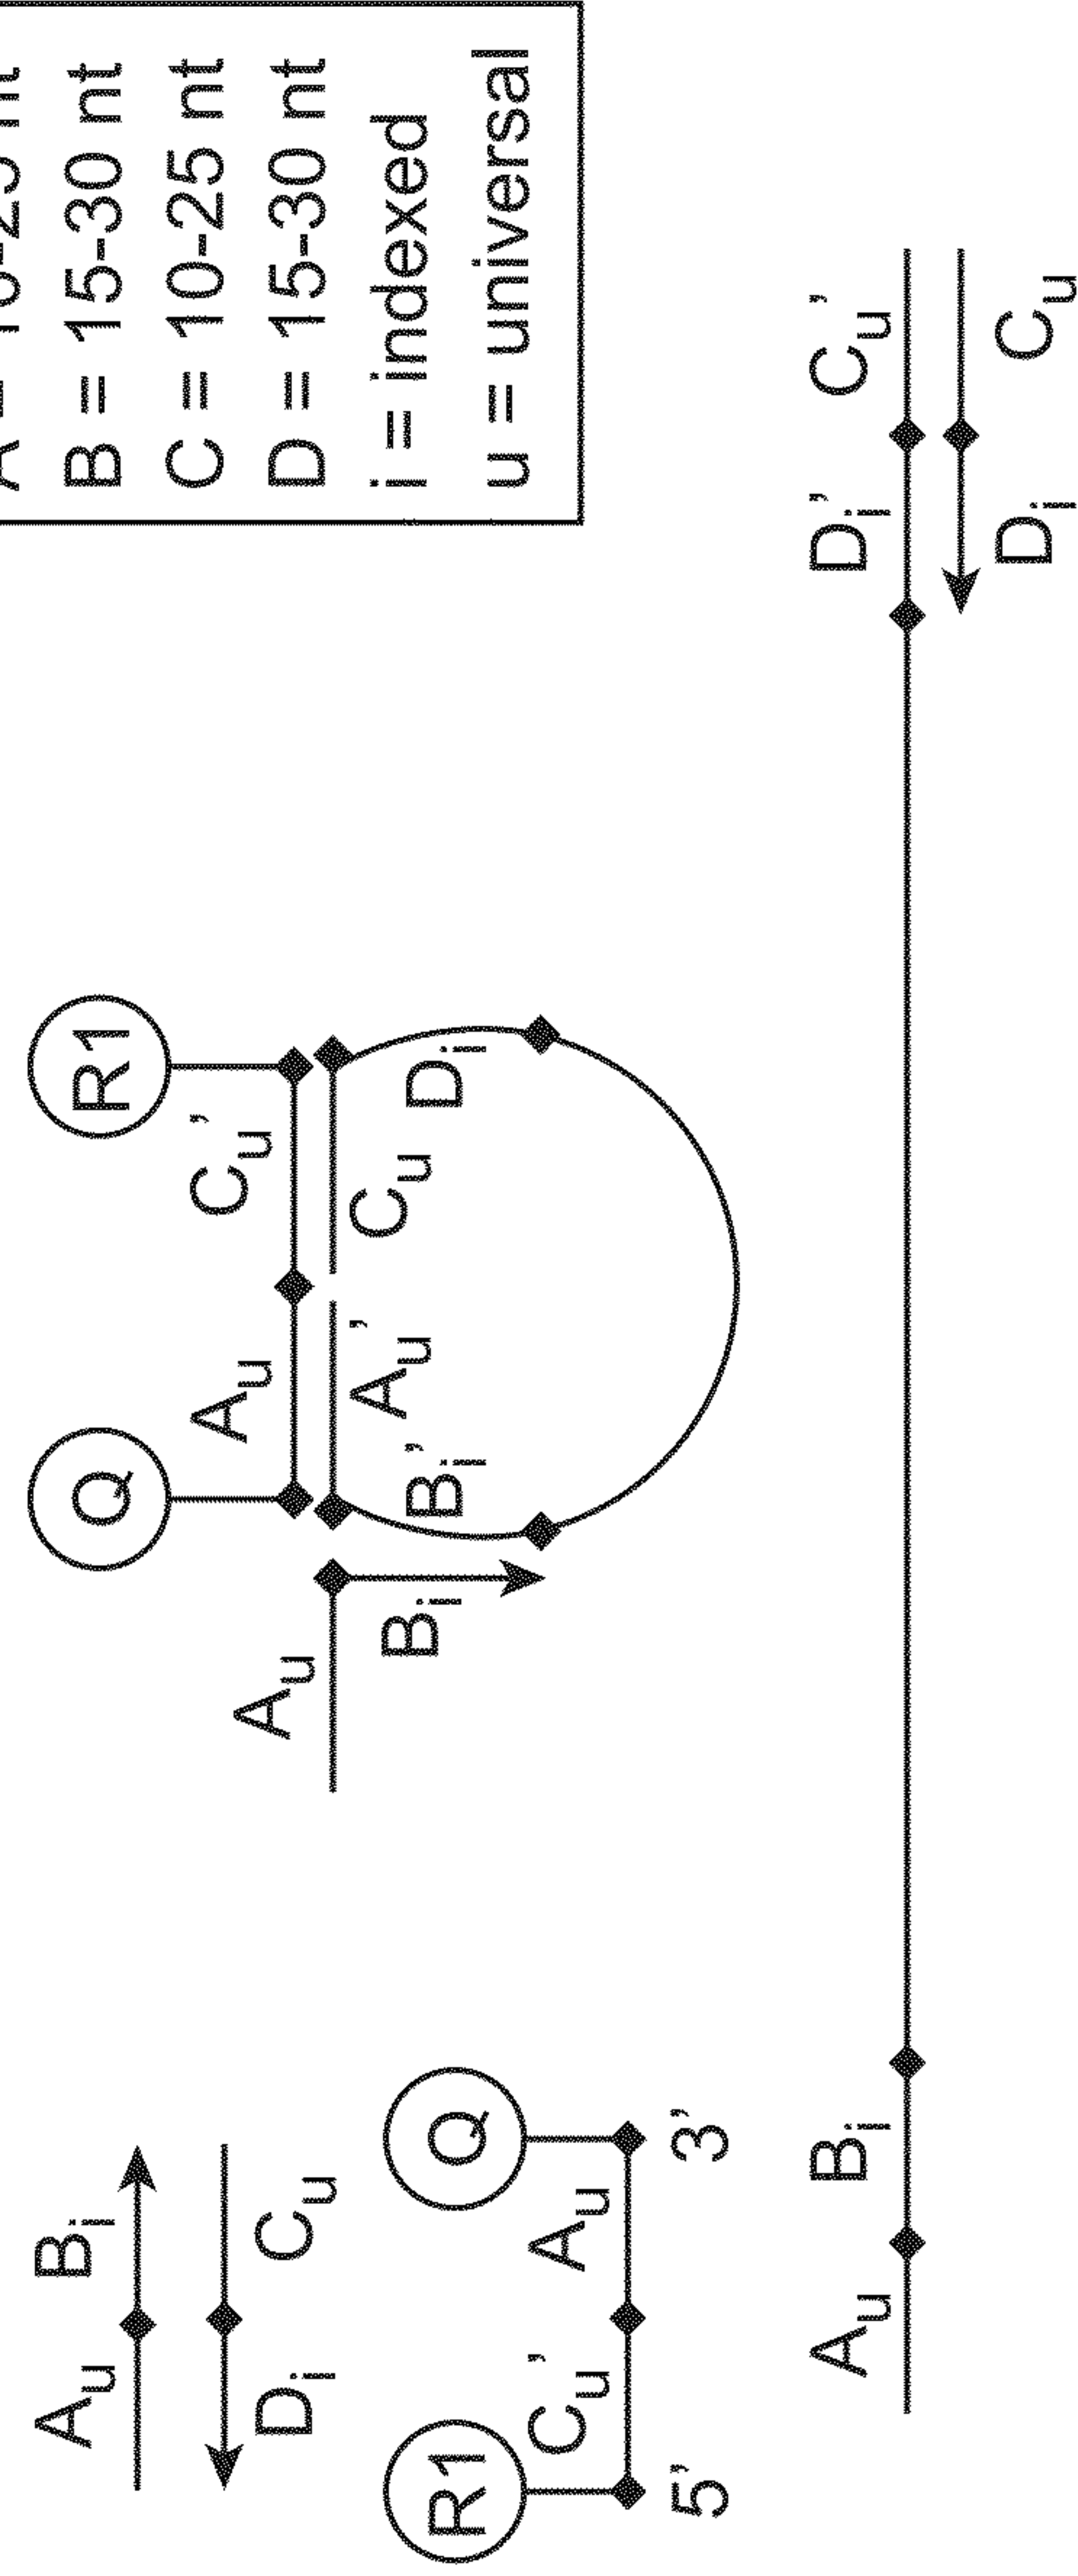 A_u B_i
D_i C_u
R1 Q
C_u' A_u
5' 3'
Q R1
A_u C_u'
A_u
A_u' C_u
B_i B_i' D_i
B = 15-30 nt
C = 10-25 nt
D = 15-30 nt
i = indexed
u = universal
A_u B_i D_i' C_u'
D_i C_u